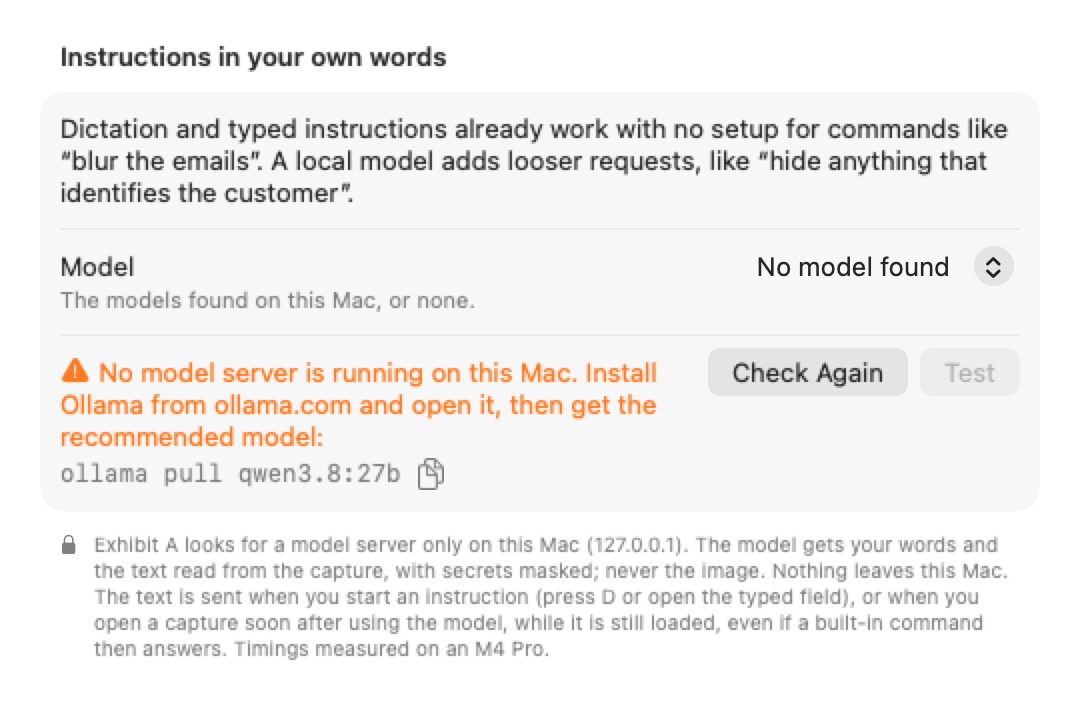 Instructions in your own words
Dictation and typed instructions already work with no setup for commands like
“blur the emails”. A local model adds looser requests, like “hide anything that
identifies the customer”.
Model
No model found
The models found on this Mac, or none.
No model server is running on this Mac. Install
Ollama from ollama.com and open it, then get the
recommended model:
ollama pull qwen3.8:27b
Check Again
Test
Exhibit A looks for a model server only on this Mac (127.0.0.1). The model gets your words and
the text read from the capture, with secrets masked; never the image. Nothing leaves this Mac.
The text is sent when you start an instruction (press D or open the typed field), or when you
open a capture soon after using the model, while it is still loaded, even if a built-in command
then answers. Timings measured on an M4 Pro.